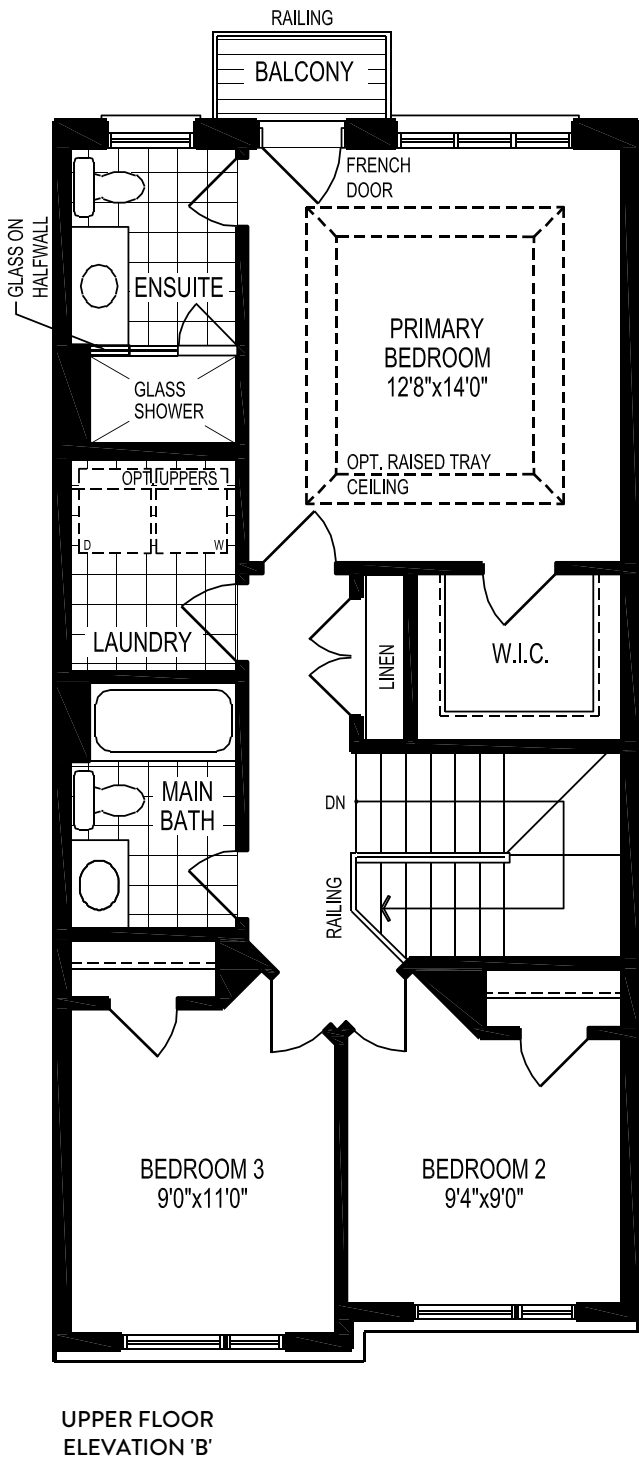 RAILING
BALCONY
FRENCH
DOOR
GLASS ON
HALFWALL
ENSUITE
PRIMARY
BEDROOM
12'8"x14'0"
GLASS
SHOWER
OPT. RAISED TRAY
CEILING
OPT. UPPERS
D
H
W
LAUNDRY
LINEN
W.I.C.
MAIN
BATH
DN
RAILING
BEDROOM 3
9'0"x11'0"
BEDROOM 2
9'4"x9'0"
UPPER FLOOR
ELEVATION 'B'